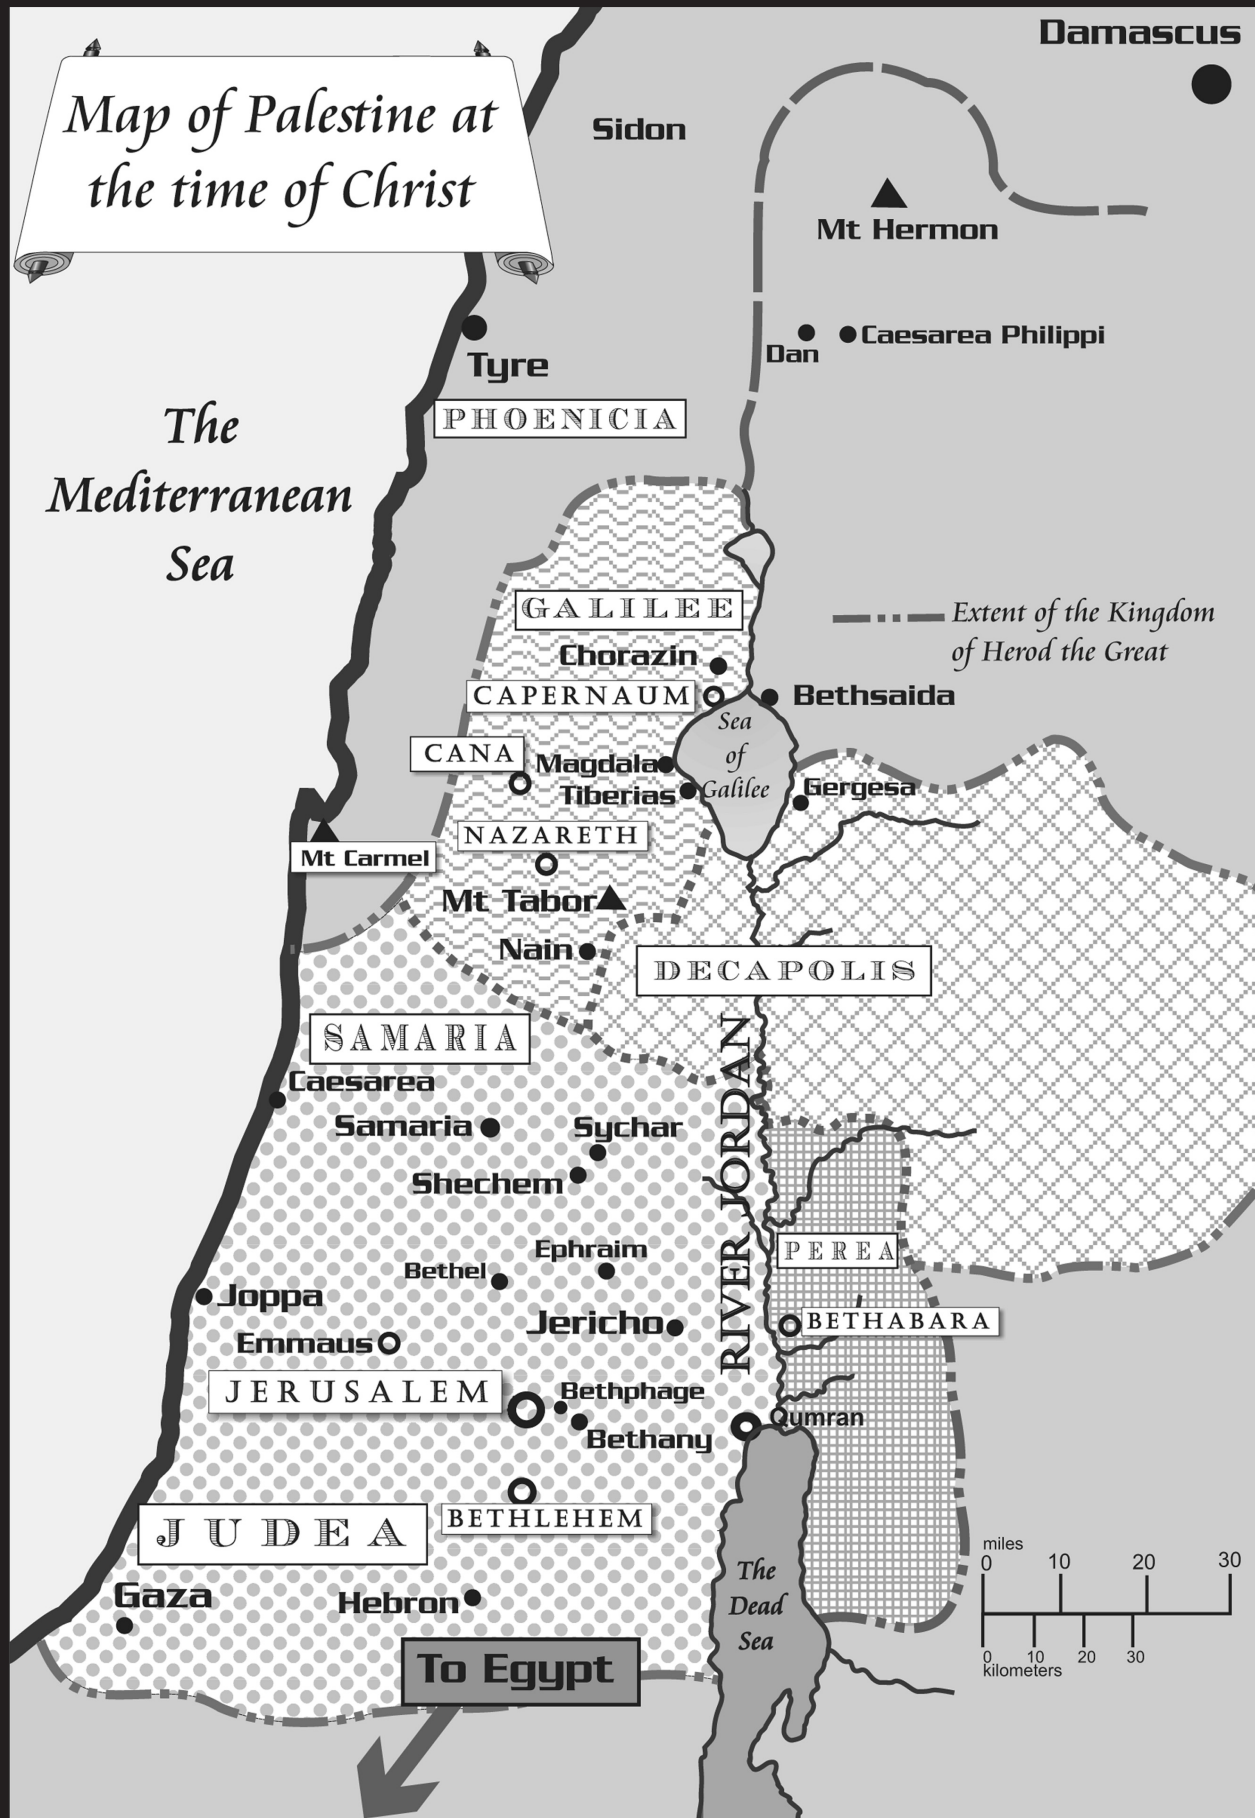 Damascus
Map of Palestine at
the time of Christ
Sidon
Mt Hermon
Dan
Caesarea Philippi
Tyre
PHOENICIA
The
Mediterranean
Sea
GALILEE
Extent of the Kingdom
of Herod the Great
Chorazin
CAPERNAUM
Bethsaida
Sea
of
Galilee
CANA
Magdala
Tiberias
Gergesa
NAZARETH
Mt Carmel
Mt Tabor
Nain
DECAPOLIS
SAMARIA
RIVER JORDAN
Caesarea
Samaria
Sychar
Shechem
PEREA
Ephraim
Bethel
Joppa
Jericho
BETHABARA
Emmaus
JERUSALEM
Bethphage
Qumran
Bethany
BETHLEHEM
JUDEA
The
Dead
Sea
Gaza
Hebron
To Egypt
miles
0 10 20 30
0 10 20 30
kilometers